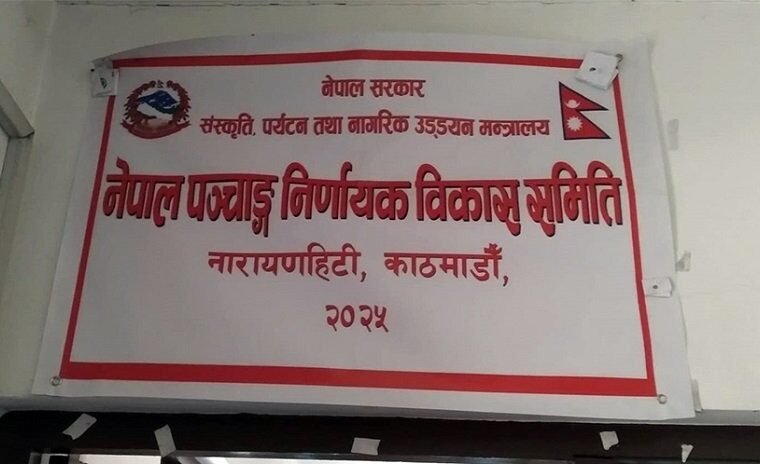 नेपाल सरकार
संस्कृति, पर्यटन तथा नागरिक उड्डयन मन्त्रालय
नेपाल पञ्चाङ्ग निर्णायक विकास समिति
नारायणहिटी, काठमाडौँ,
२०२५